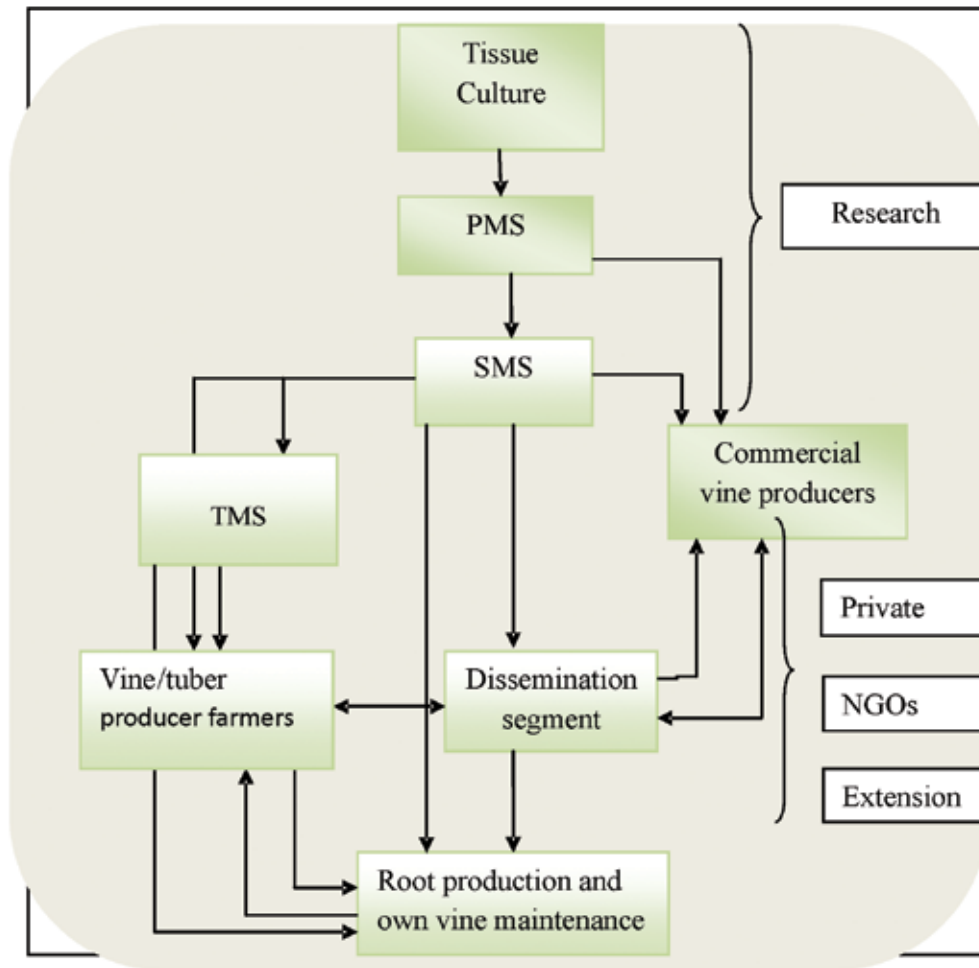 Tissue
Culture
PMS
Research
SMS
Commercial
vine producers
TMS
Private
Vine/tuber
producer farmers
Dissemination
segment
NGOs
Extension
Root production and
own vine maintenance